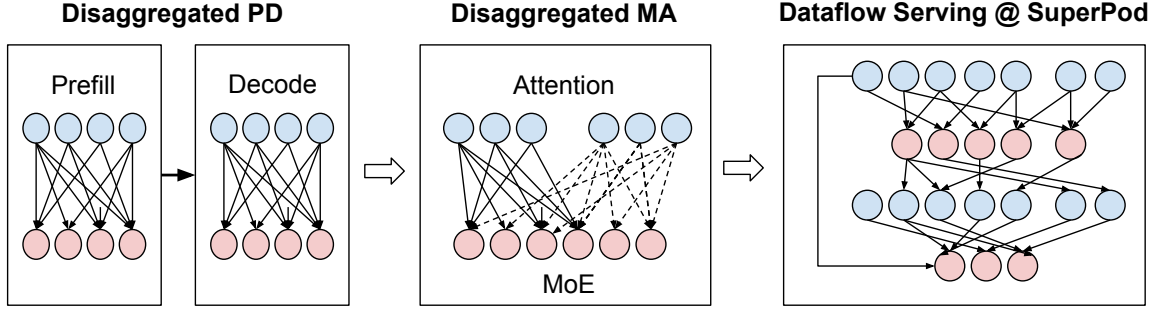 Disaggregated PD
Disaggregated MA
Dataflow Serving @ SuperPod
Prefill
Decode
Attention
MoE